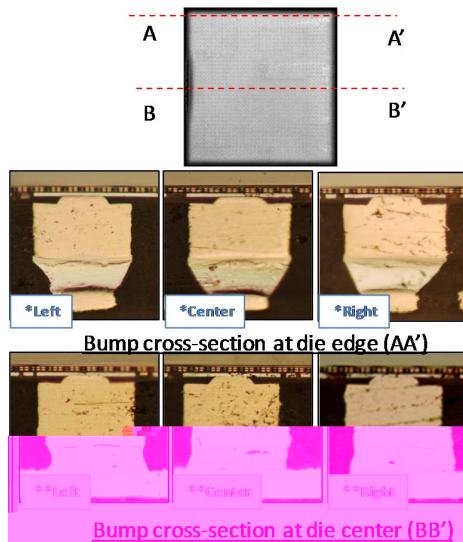 A A'
B B'
*Left *Center *Right
Bump cross-section at die edge (AA')
**Left **Center **Right
Bump cross-section at die center (BB')